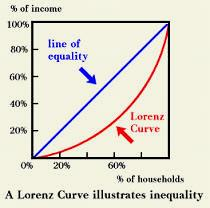 % of income
100%
80%
60%
40%
20%
line of
equality
Lorenz
Curve
0% 20% 60%
% of households
A Lorenz Curve illustrates inequality